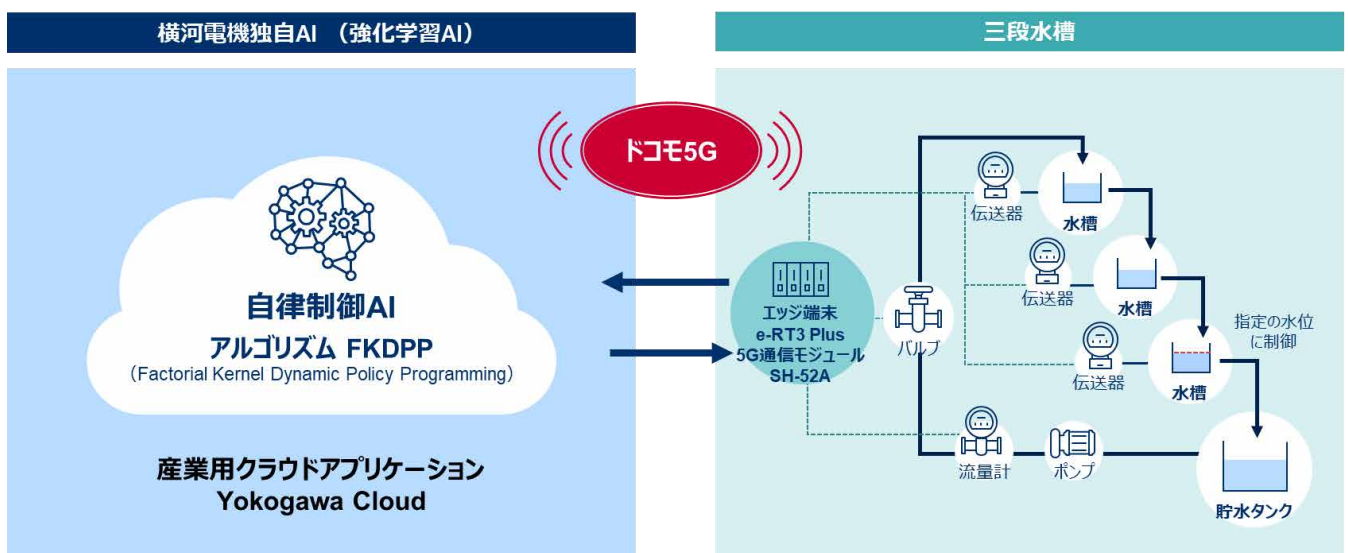 横河電機独自AI （強化学習AI）
三段水槽
ドコモ5G
自律制御AI
アルゴリズム FKDPP
（Factorial Kernel Dynamic Policy Programming）
産業用クラウドアプリケーション
Yokogawa Cloud
エッジ端末
e-RT3 Plus
5G通信モジュール
SH-52A
バルブ
伝送器
水槽
伝送器
水槽
伝送器
水槽
指定の水位
に制御
流量計
ポンプ
貯水タンク